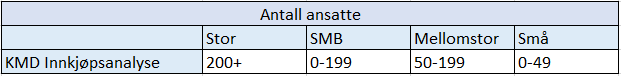 Antall ansatte
Stor SMB Mellomstor Små
KMD Innkjøpsanalyse 200+ 0-199 50-199 0-49